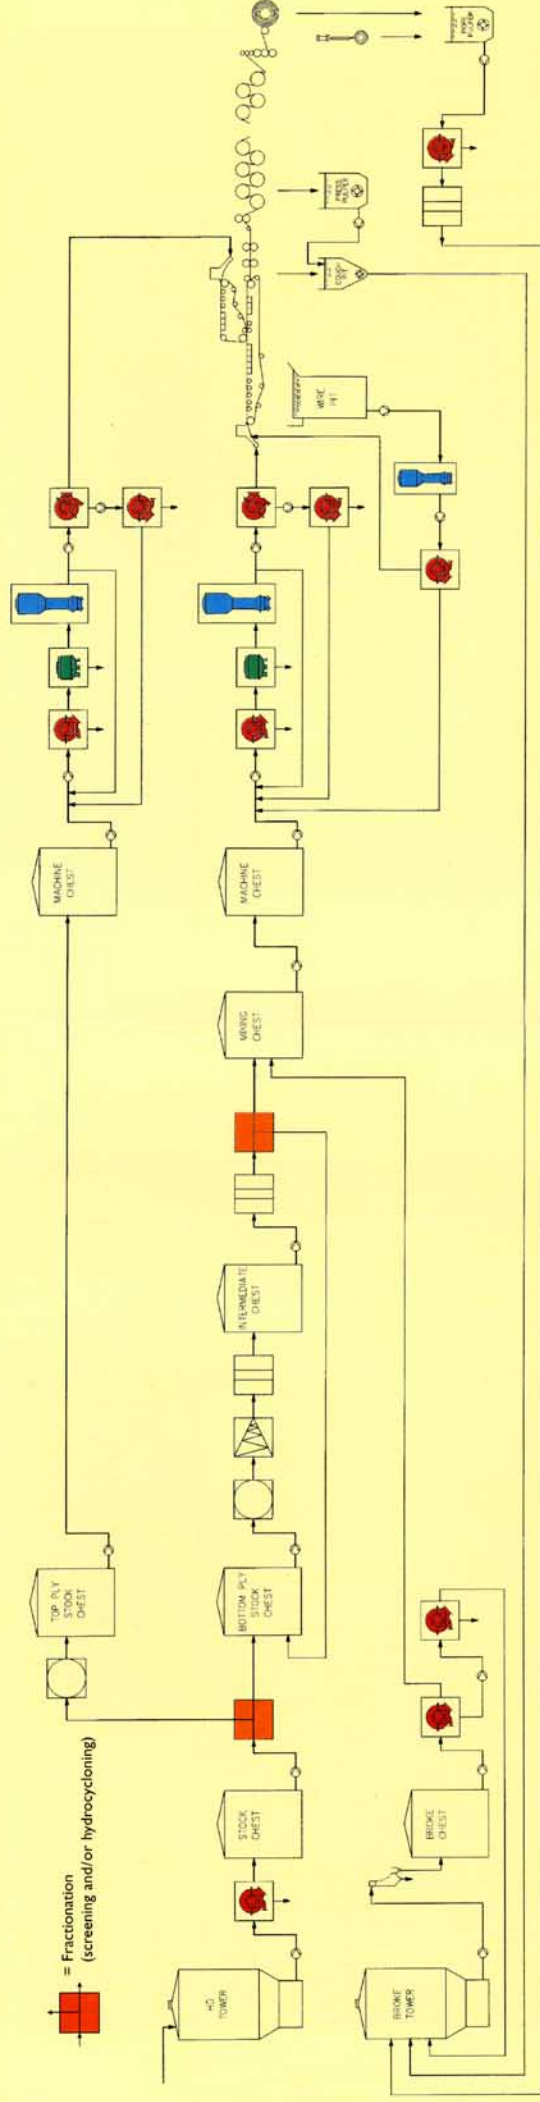 PULPER
PRESS
PULPER
COUCH
PIT
WIRE
PIT
MACHINE
CHEST
MACHINE
CHEST
MIXING
CHEST
INTERMEDIATE
CHEST
TOP PLY
STOCK
CHEST
BOTTOM PLY
STOCK
CHEST
= Fractionation
(screening and/or hydrocycloning)
STOCK
CHEST
BROKE
CHEST
HD
TOWER
BROKE
TOWER